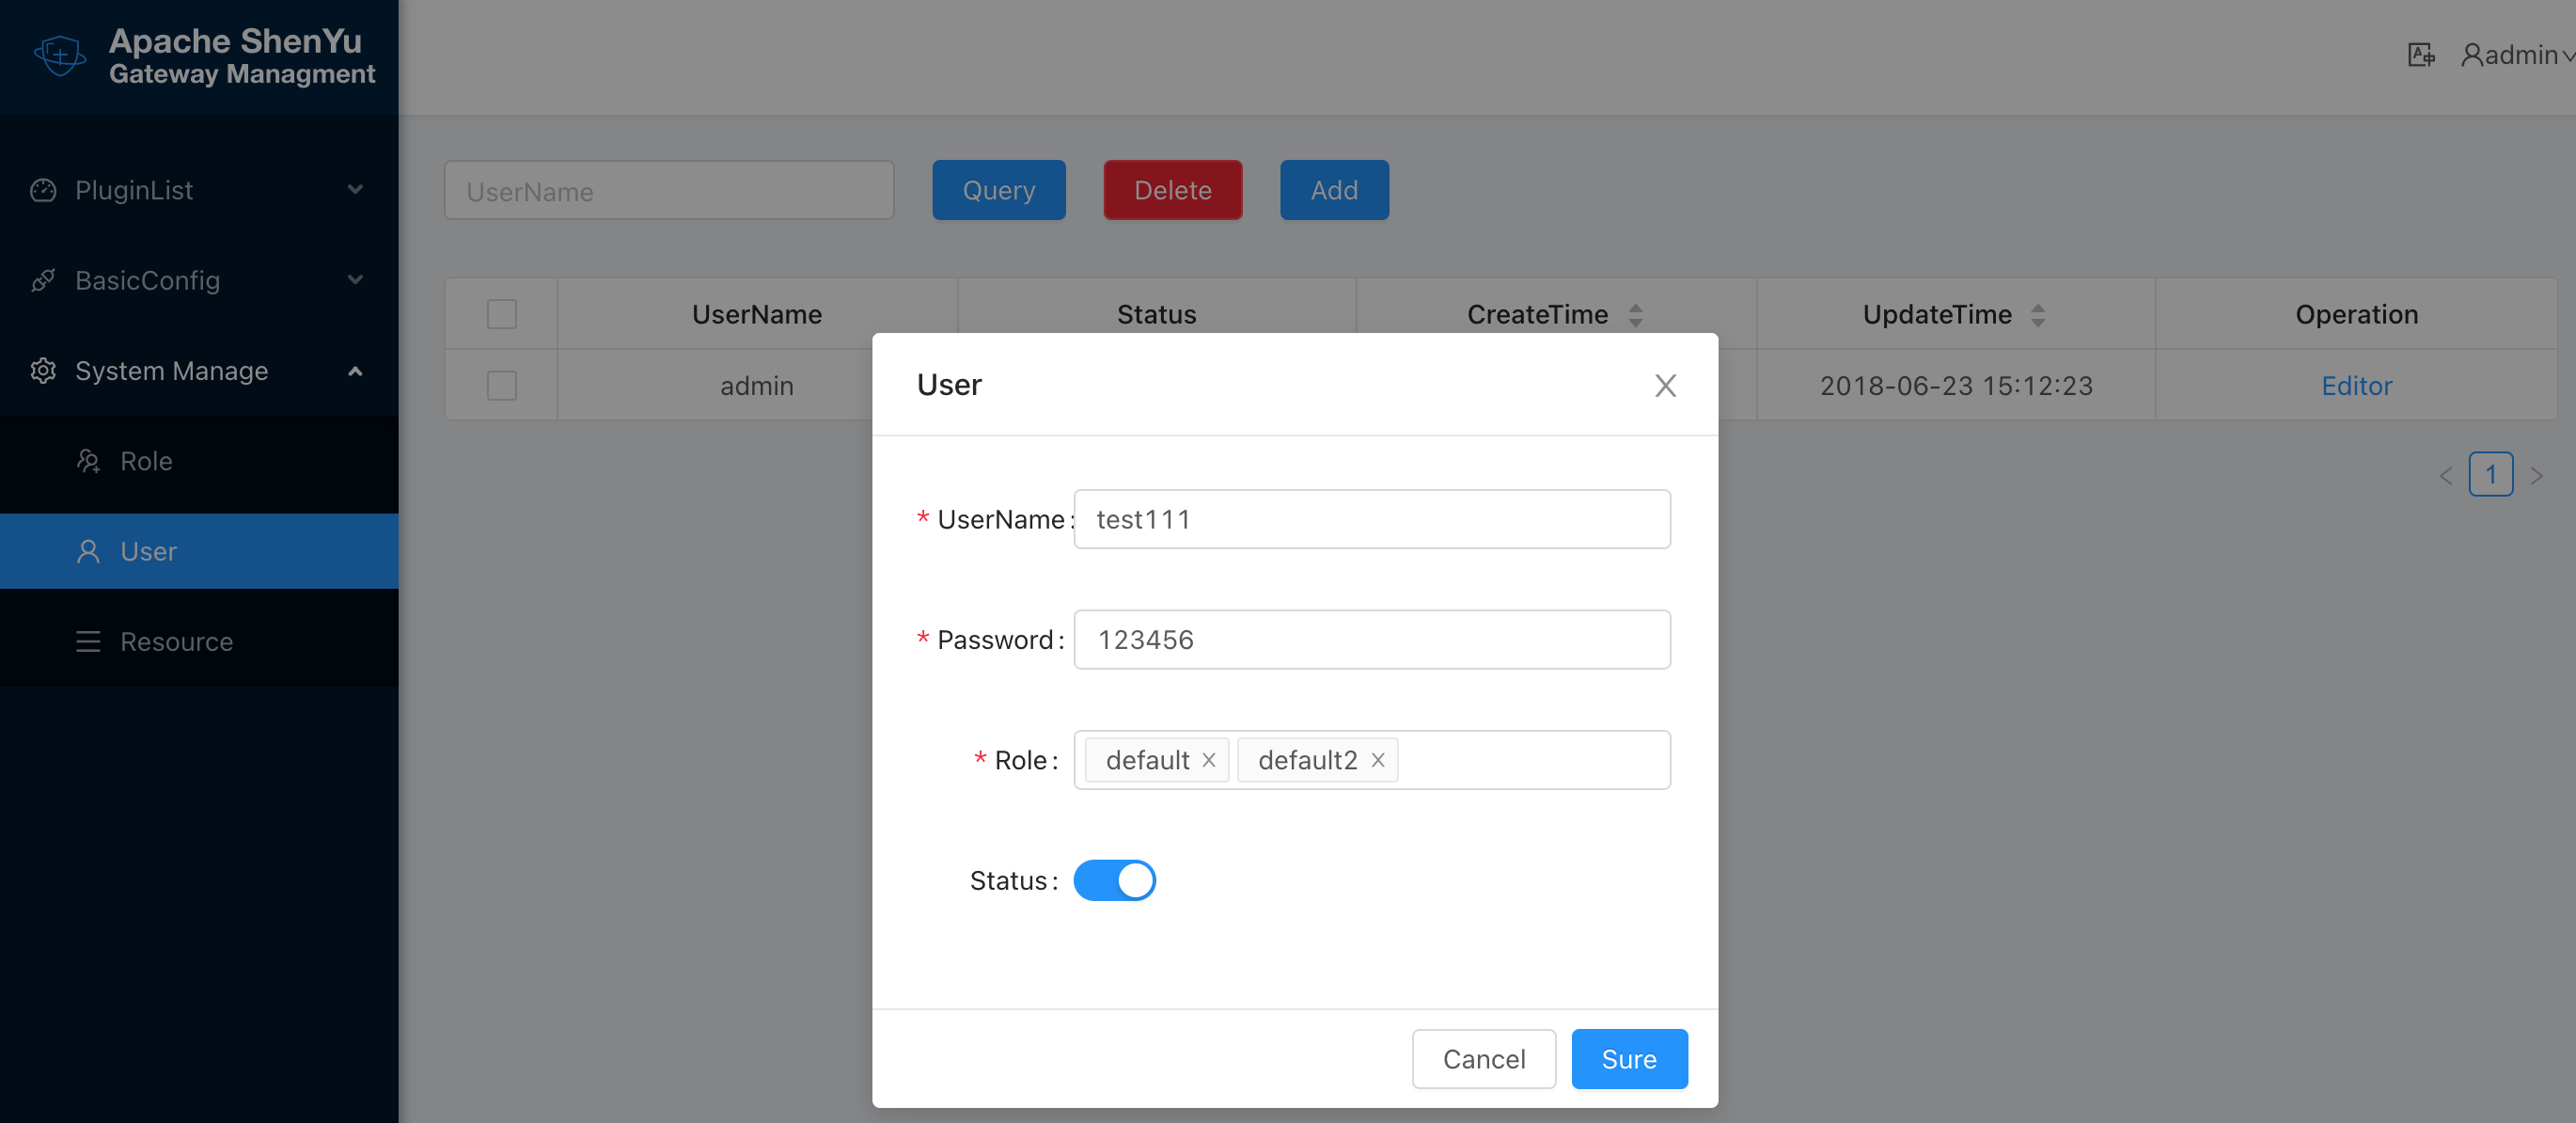 Apache ShenYu
Gateway Managment
admin
PluginList
BasicConfig
System Manage
Role
User
Resource
UserName
Query
Delete
Add
UserName
Status
CreateTime
UpdateTime
Operation
admin
2018-06-23 15:12:23
Editor
1
User
* UserName:
test111
* Password:
123456
* Role:
default
default2
Status:
Cancel
Sure